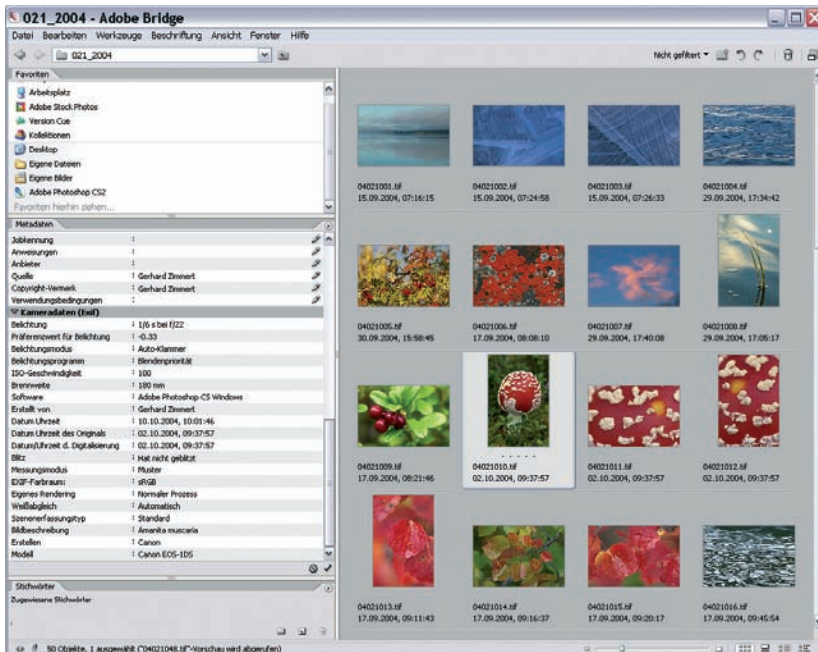 021_2004 - Adobe Bridge
Datei Bearbeiten Werkzeuge Beschriftung Ansicht Fenster Hilfe
021_2004
Nicht gefiltert
Favoriten
Arbeitsplatz
Adobe Stock Photos
Version Cue
Kollektionen
Desktop
Eigene Dateien
Eigene Bilder
Adobe Photoshop CS2
Favoriten hierhin ziehen...
Metadaten
Jobkennung :
Anweisungen :
Anbieter :
Quelle : Gerhard Zimmert
Copyright-Vermerk : Gerhard Zimmert
Verwendungsbedingungen :
Kameradaten (Exif)
Belichtung : 1/6 s bei f/22
Präferenzwert für Belichtung : -0.33
Belichtungsmodus : Auto-Klammer
Belichtungsprogramm : Blendenpriorität
ISO-Geschwindigkeit : 100
Brennweite : 180 mm
Software : Adobe Photoshop CS Windows
Erstellt von : Gerhard Zimmert
Datum Uhrzeit : 10.10.2004, 10:01:46
Datum Uhrzeit des Originals : 02.10.2004, 09:37:57
Datum/Uhrzeit d. Digitalisierung : 02.10.2004, 09:37:57
Blitz : Hat nicht geblitzt
Messungsmodus : Muster
EXIF-Farbraum: : sRGB
Eigenes Rendering : Normaler Prozess
Weißabgleich : Automatisch
Szenenerfassungstyp : Standard
Bildbeschreibung : Amanita muscaria
Erstellen : Canon
Modell : Canon EOS-1DS
Stichwörter
Zugewiesene Stichwörter
50 Objekte, 1 ausgewählt ("04021048.tif"-Vorschau wird abgerufen)
04021001.tif
15.09.2004, 07:16:15
04021002.tif
15.09.2004, 07:24:58
04021003.tif
15.09.2004, 07:26:33
04021004.tif
29.09.2004, 17:34:42
04021005.tif
30.09.2004, 15:58:45
04021006.tif
17.09.2004, 08:08:10
04021007.tif
29.09.2004, 17:40:08
04021008.tif
29.09.2004, 17:05:17
04021009.tif
17.09.2004, 08:21:46
04021010.tif
02.10.2004, 09:37:57
04021011.tif
02.10.2004, 09:37:57
04021012.tif
02.10.2004, 09:37:57
04021013.tif
17.09.2004, 09:11:43
04021014.tif
17.09.2004, 09:16:37
04021015.tif
17.09.2004, 09:20:17
04021016.tif
17.09.2004, 09:45:54